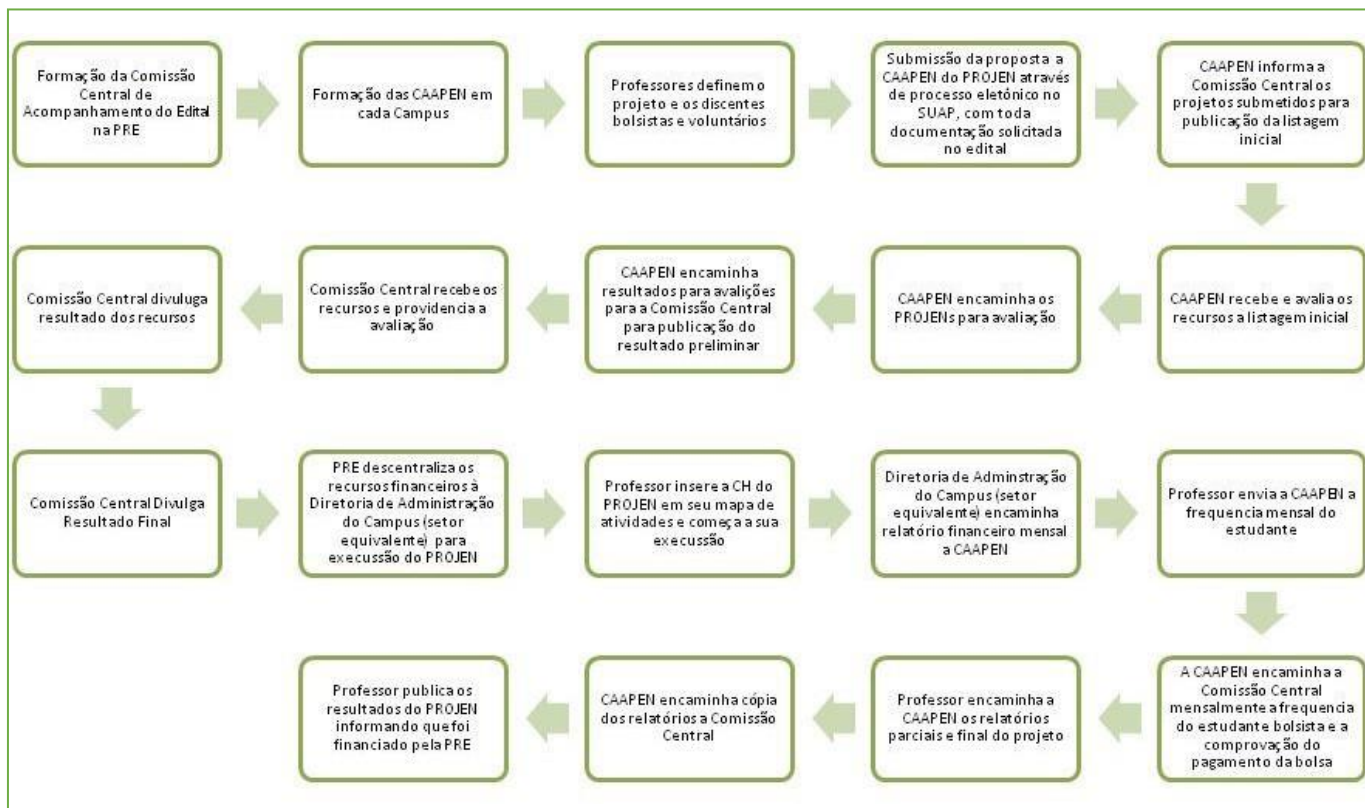 Formação da Comissão
Central de
Acompanhamento do Edital
na PRE
Formação das CAAPEN em
cada Campus
Professores definem o
projeto e os discentes
bolsistas e voluntários
Submissão da proposta a
CAAPEN do PROJEN através
de processo eletónico no
SUAP, com toda
documentação solicitada
no edital
CAAPEN informa a
Comissão Central os
projetos submetidos para
publicação da listagem
inicial
CAAPEN recebe e avalia os
recursos a listagem inicial
CAAPEN encaminha os
PROJENs para avaliação
CAAPEN encaminha
resultados para avalições
para a Comissão Central
para publicação do
resultado preliminar
Comissão Central recebe os
recursos e providencia a
avaliação
Comissão Central divuluga
resultado dos recursos
Comissão Central Divulga
Resultado Final
PRE descentraliza os
recursos financeiros à
Diretoria de Administração
do Campus (setor
equivalente) para
execussão do PROJEN
Professor insere a CH do
PROJEN em seu mapa de
atividades e começa a sua
execussão
Diretoria de Adminstração
do Campus (setor
equivalente) encaminha
relatório financeiro mensal
a CAAPEN
Professor envia a CAAPEN a
frequencia mensal do
estudante
A CAAPEN encaminha a
Comissão Central
mensalmente a frequencia
do estudante bolsista e a
comprovação do
pagamento da bolsa
Professor encaminha a
CAAPEN os relatórios
parciais e final do projeto
CAAPEN encaminha cópia
dos relatórios a Comissão
Central
Professor publica os
resultados do PROJEN
informando que foi
financiado pela PRE